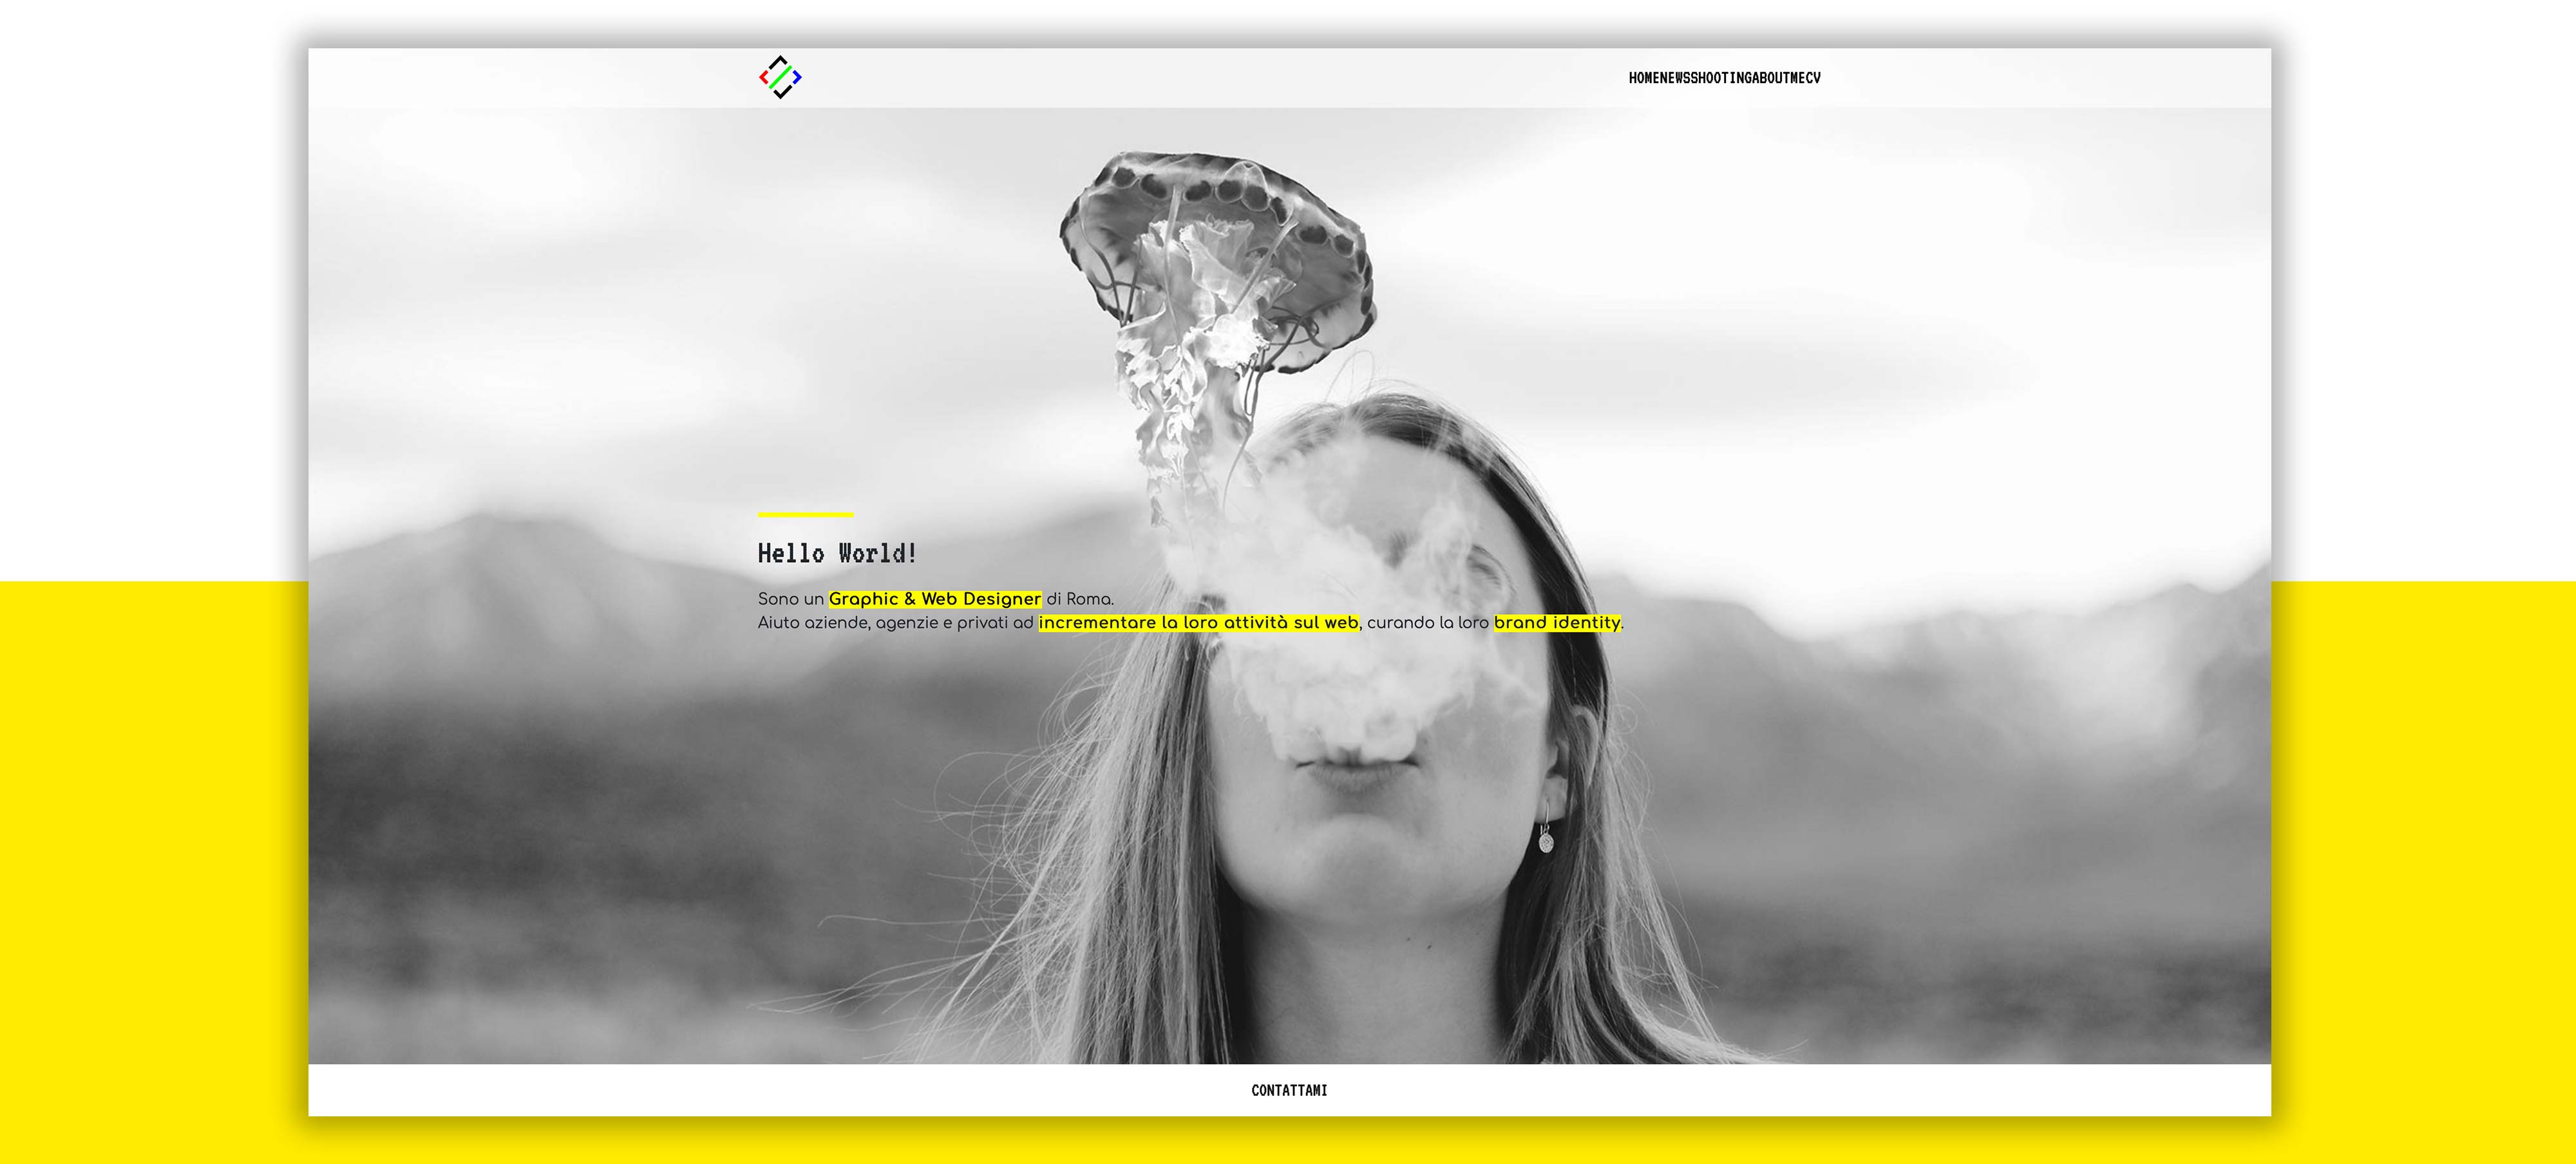 HOMENEWSSHOOTINGABOUTMECV
Hello World!
Sono un Graphic & Web Designer di Roma.
Aiuto aziende, agenzie e privati ad incrementare la loro attività sul web, curando la loro brand identity.
CONTATTAMI